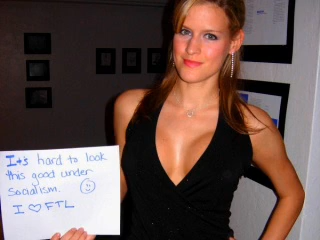 It's hard to look
this good under
socialism. ☺
I ♡ FTL